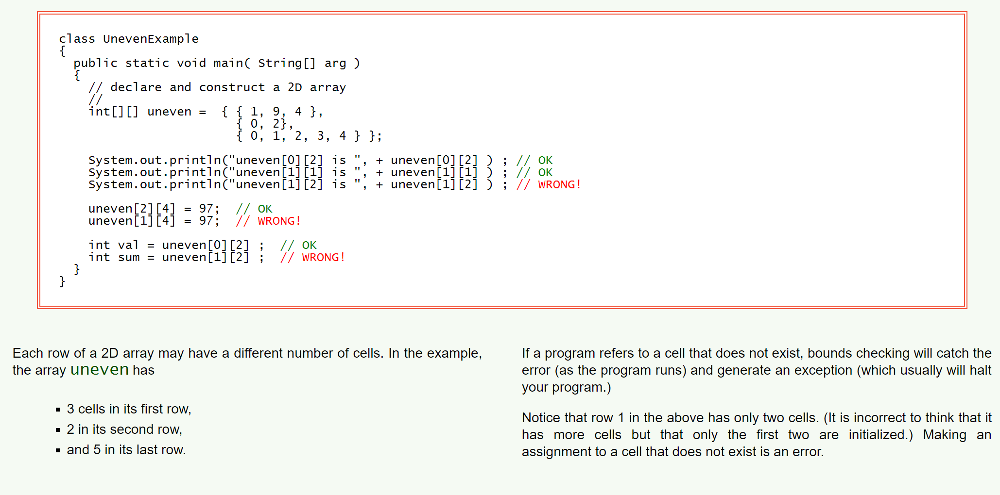 class UnevenExample
{
  public static void main( String[] arg )
  {
    // declare and construct a 2D array
    //
    int[][] uneven =  { { 1, 9, 4 },
                        { 0, 2},
                        { 0, 1, 2, 3, 4 } };
    System.out.println("uneven[0][2] is ", + uneven[0][2] ) ; // OK
    System.out.println("uneven[1][1] is ", + uneven[1][1] ) ; // OK
    System.out.println("uneven[1][2] is ", + uneven[1][2] ) ; // WRONG!
    uneven[2][4] = 97;  // OK
    uneven[1][4] = 97;  // WRONG!
    int val = uneven[0][2] ;  // OK
    int sum = uneven[1][2] ;  // WRONG!
  }
}
Each row of a 2D array may have a different number of cells. In the example,
the array uneven has
▪ 3 cells in its first row,
▪ 2 in its second row,
▪ and 5 in its last row.
If a program refers to a cell that does not exist, bounds checking will catch the
error (as the program runs) and generate an exception (which usually will halt
your program.)
Notice that row 1 in the above has only two cells. (It is incorrect to think that it
has more cells but that only the first two are initialized.) Making an
assignment to a cell that does not exist is an error.